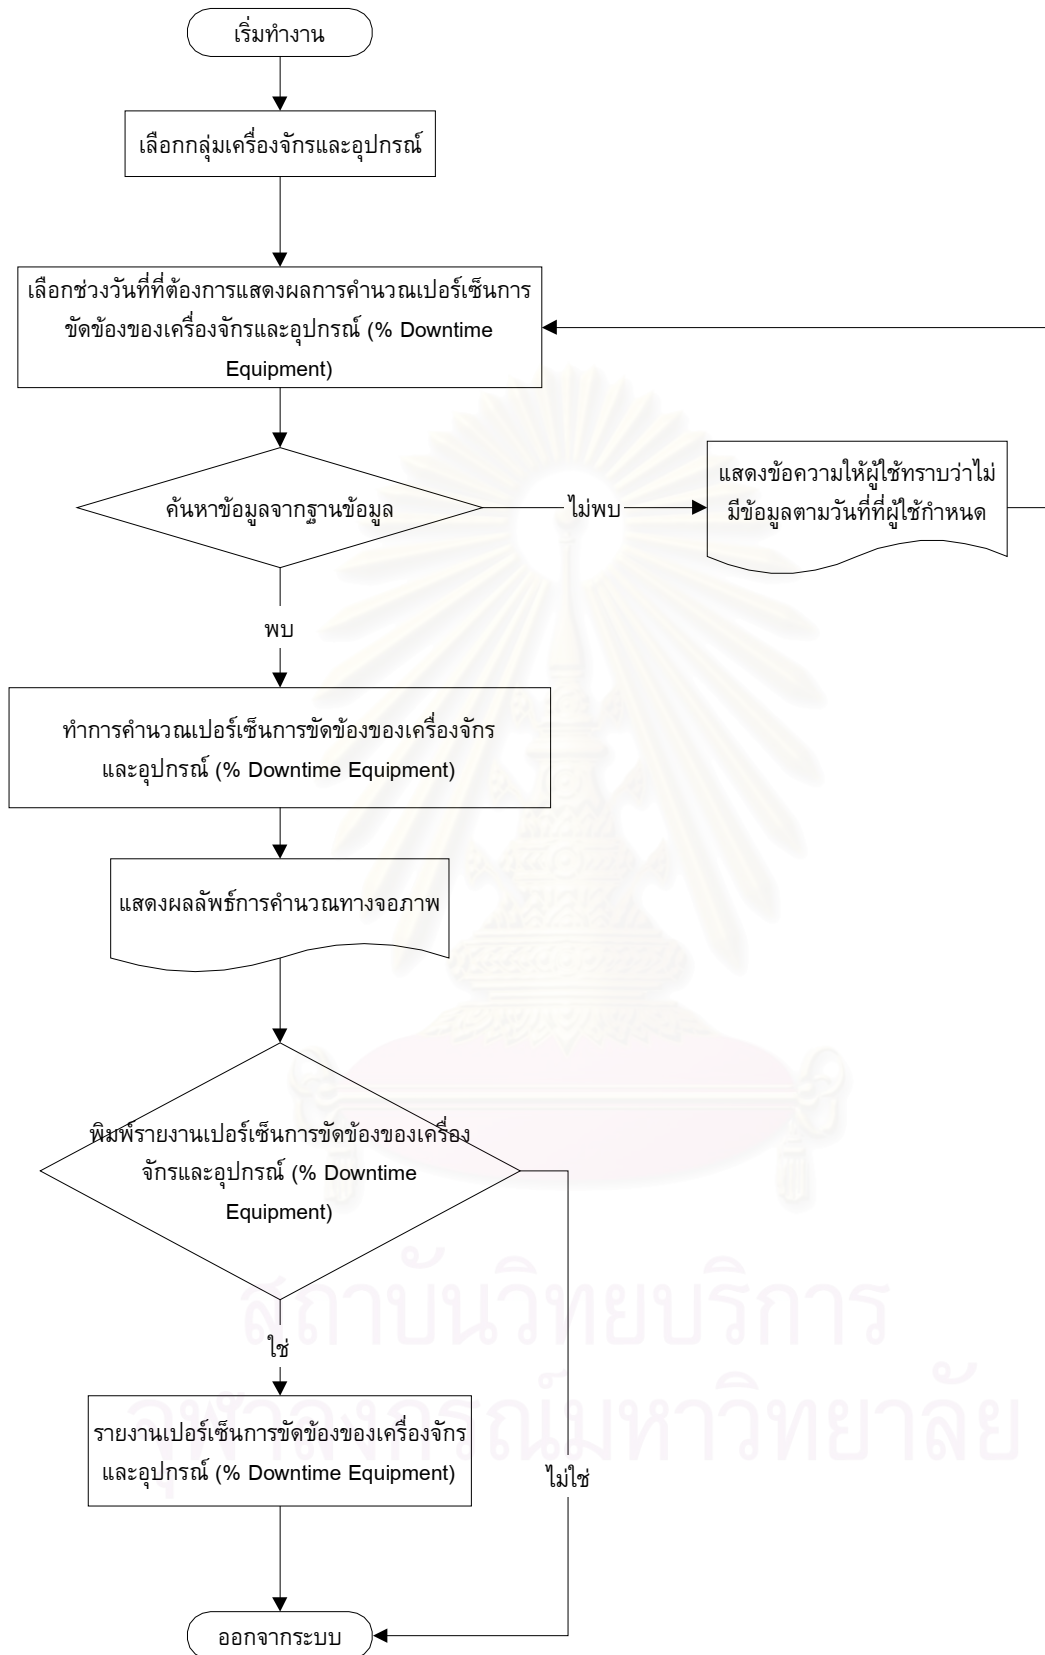 เริ่มทำงาน
เลือกกลุ่มเครื่องจักรและอุปกรณ์
เลือกช่วงวันที่ที่ต้องการแสดงผลการคำนวณเปอร์เซ็นการ
ขัดข้องของเครื่องจักรและอุปกรณ์ (% Downtime
Equipment)
ค้นหาข้อมูลจากฐานข้อมูล
ไม่พบ
แสดงข้อความให้ผู้ใช้ทราบว่าไม่
มีข้อมูลตามวันที่ที่ผู้ใช้กำหนด
พบ
ทำการคำนวณเปอร์เซ็นการขัดข้องของเครื่องจักร
และอุปกรณ์ (% Downtime Equipment)
แสดงผลลัพธ์การคำนวณทางจอภาพ
พิมพ์รายงานเปอร์เซ็นการขัดข้องของเครื่อง
จักรและอุปกรณ์ (% Downtime
Equipment)
สถาบันวิทยบริการ
ใช่
จุฬาลงกรณ์มหาวิทยาลัย
รายงานเปอร์เซ็นการขัดข้องของเครื่องจักร
และอุปกรณ์ (% Downtime Equipment)
ไม่ใช่
ออกจากระบบ